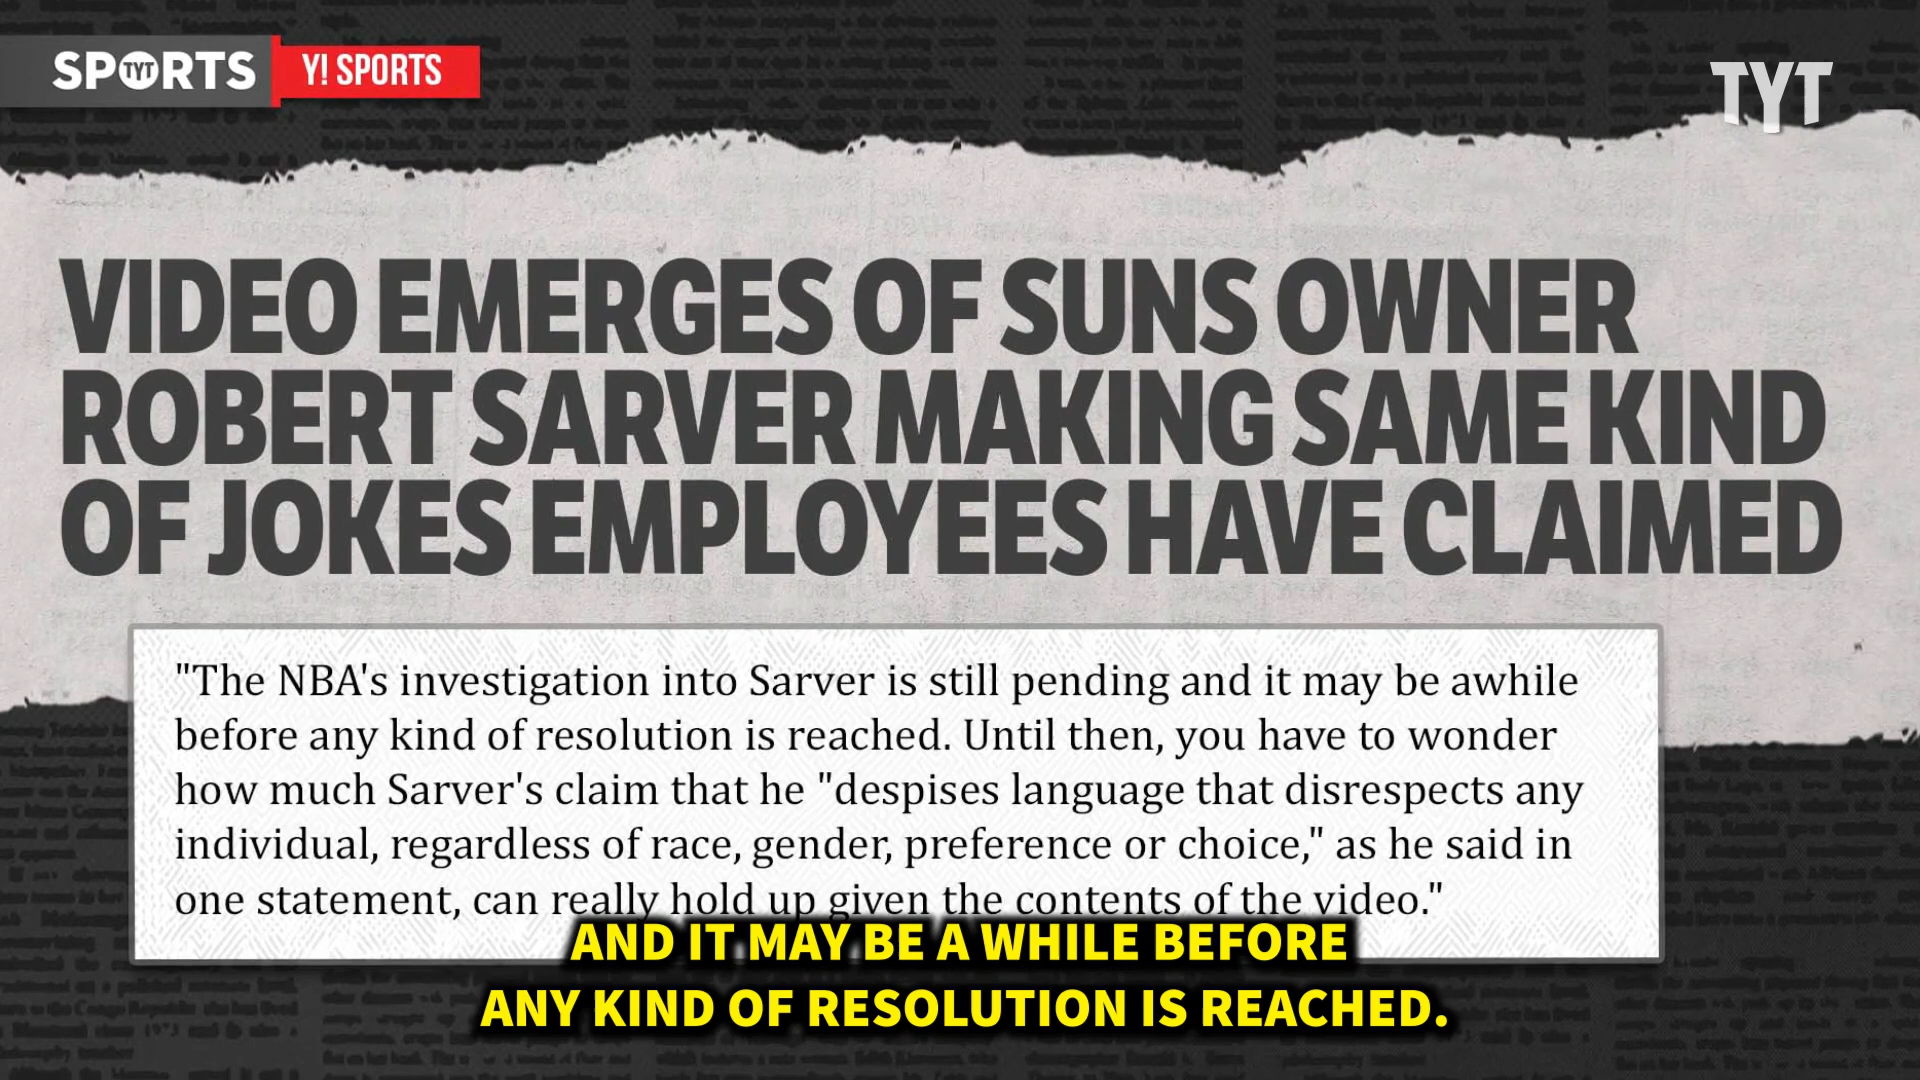 SPORTS
TYT
Y! SPORTS
TYT
VIDEO EMERGES OF SUNS OWNER
ROBERT SARVER MAKING SAME KIND
OF JOKES EMPLOYEES HAVE CLAIMED
"The NBA's investigation into Sarver is still pending and it may be awhile
before any kind of resolution is reached. Until then, you have to wonder
how much Sarver's claim that he "despises language that disrespects any
individual, regardless of race, gender, preference or choice," as he said in
one statement, can really hold up given the contents of the video."
AND IT MAY BE A WHILE BEFORE
ANY KIND OF RESOLUTION IS REACHED.